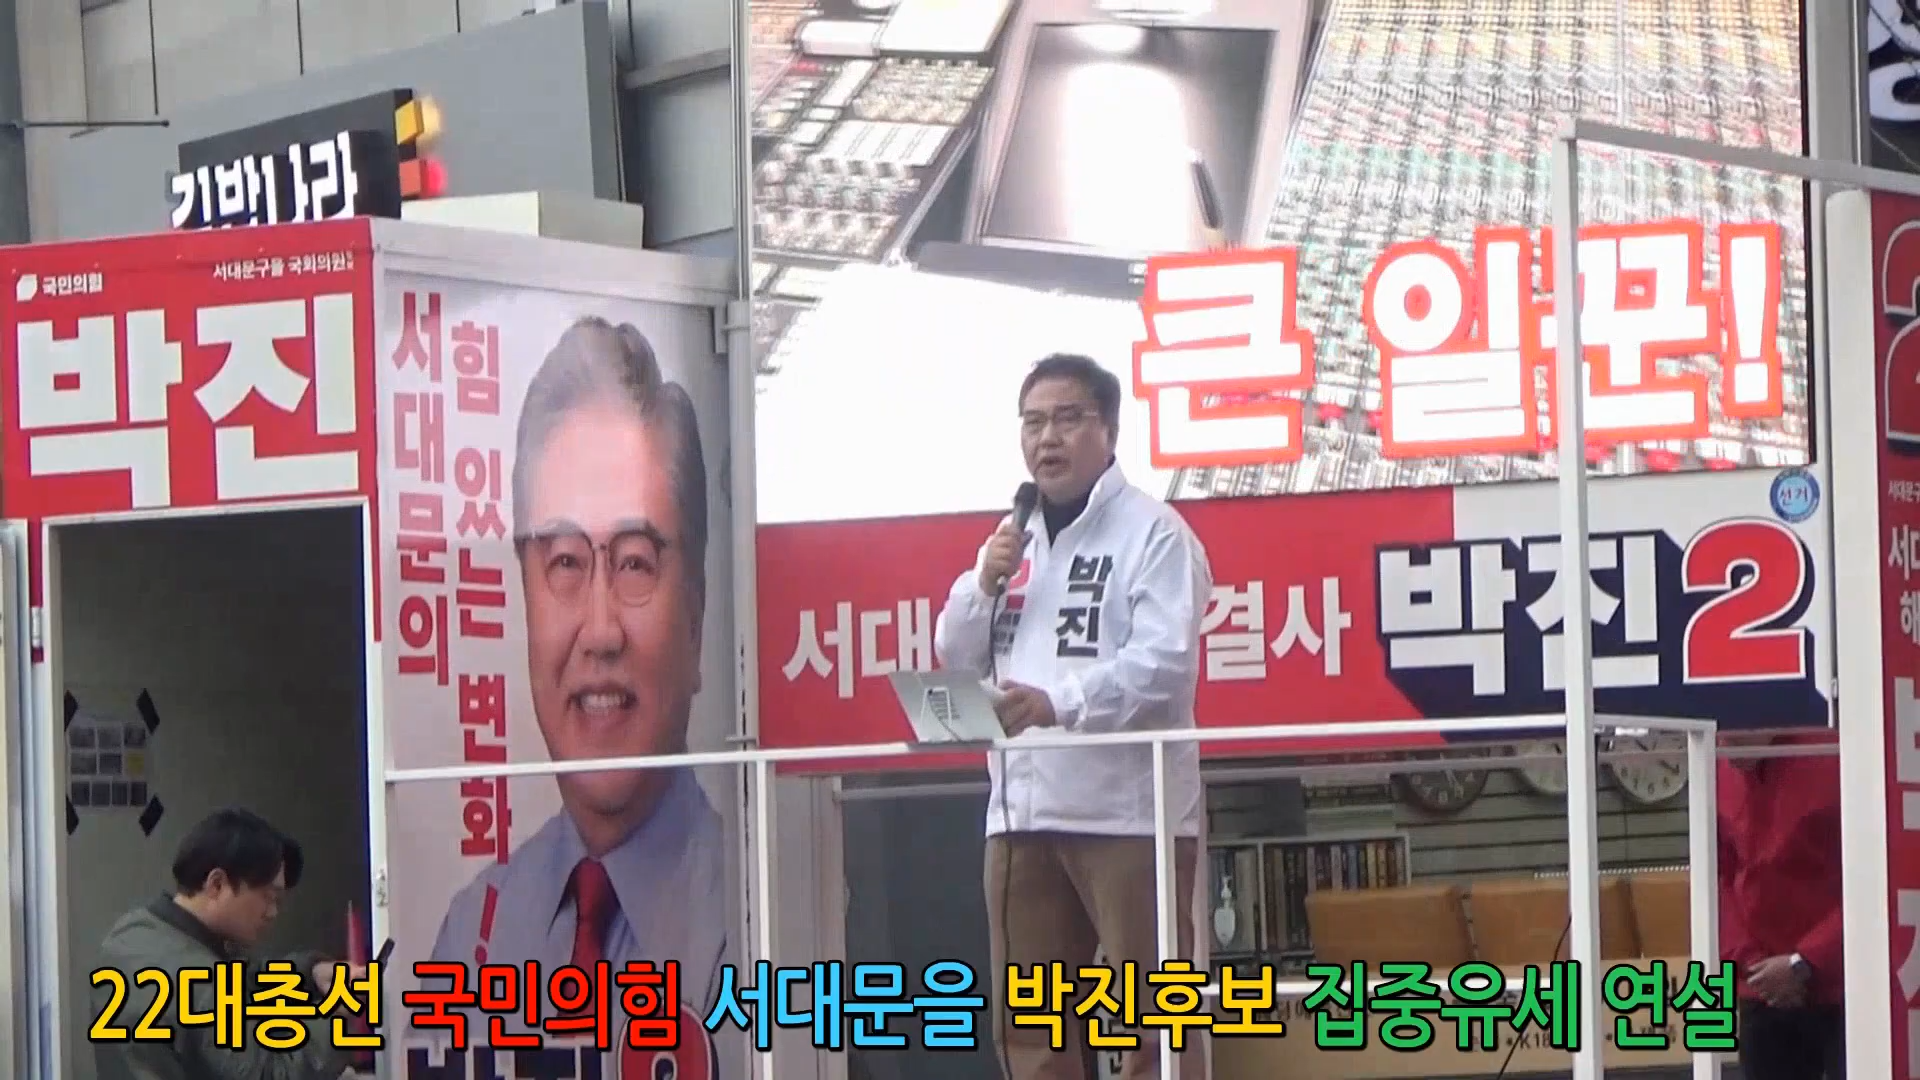 김밥나라
국민의힘
서대문구을 국회의원
박진
서대문의
힘 있는 변화!
큰 일꾼!
선거
서대
결사
박진2
박진
22대총선 국민의힘 서대문을 박진후보 집중유세 연설